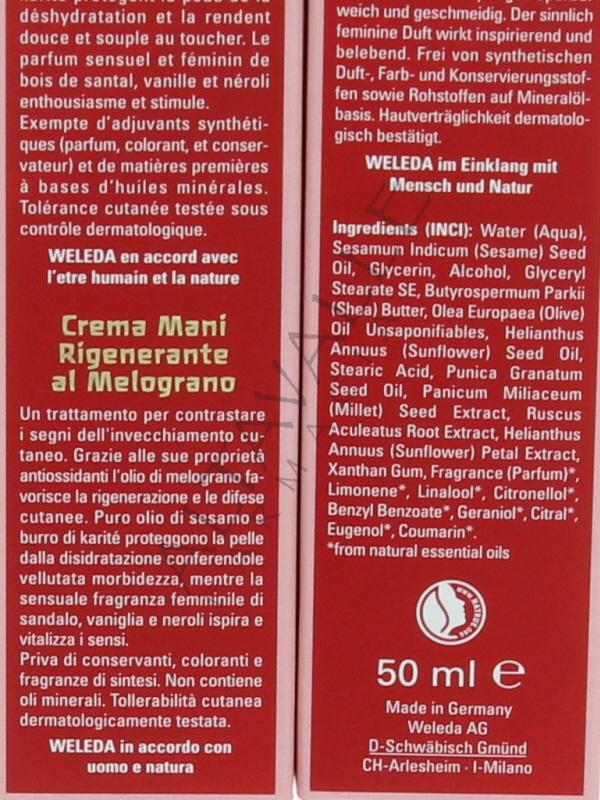 karité protègent la peau de la
déshydratation et la rendent
douce et souple au toucher. Le
parfum sensuel et féminin de
bois de santal, vanille et néroli
enthousiasme et stimule.
Exempte d'adjuvants synthéti-
ques (parfum, colorant, et conser-
vateur) et de matières premières
à bases d'huiles minérales.
Tolérance cutanée testée sous
contrôle dermatologique.
WELEDA en accord avec
l'etre humain et la nature
Crema Mani
Rigenerante
al Melograno
Un trattamento per contrastare
i segni dell'invecchiamento cu-
taneo. Grazie alle sue proprietà
antiossidanti l'olio di melograno fa-
vorisce la rigenerazione e le difese
cutanee. Puro olio di sesamo e
burro di karité proteggono la pelle
dalla disidratazione conferendole
vellutata morbidezza, mentre la
sensuale fragranza femminile di
sandalo, vaniglia e neroli ispira e
vitalizza i sensi.
Priva di conservanti, coloranti e
fragranze di sintesi. Non contiene
oli minerali. Tollerabilità cutanea
dermatologicamente testata.
WELEDA in accordo con
uomo e natura
weich und geschmeidig. Der sinnlich
feminine Duft wirkt inspirierend und
belebend. Frei von synthetischen
Duft-, Farb- und Konservierungsstof-
fen sowie Rohstoffen auf Mineralöl-
basis. Hautverträglichkeit dermatolo-
gisch bestätigt.
WELEDA im Einklang mit
Mensch und Natur
Ingredients (INCI): Water (Aqua),
Sesamum Indicum (Sesame) Seed
Oil, Glycerin, Alcohol, Glyceryl
Stearate SE, Butyrospermum Parkii
(Shea) Butter, Olea Europaea (Olive)
Oil Unsaponifiables, Helianthus
Annuus (Sunflower) Seed Oil,
Stearic Acid, Punica Granatum
Seed Oil, Panicum Miliaceum
(Millet) Seed Extract, Ruscus
Aculeatus Root Extract, Helianthus
Annuus (Sunflower) Petal Extract,
Xanthan Gum, Fragrance (Parfum)*,
Limonene*, Linalool*, Citronellol*,
Benzyl Benzoate*, Geraniol*, Citral*,
Eugenol*, Coumarin*.
*from natural essential oils
WWW.NATRUE.ORG
50 ml e
Made in Germany
Weleda AG
D-Schwäbisch Gmünd
CH-Arlesheim · I-Milano